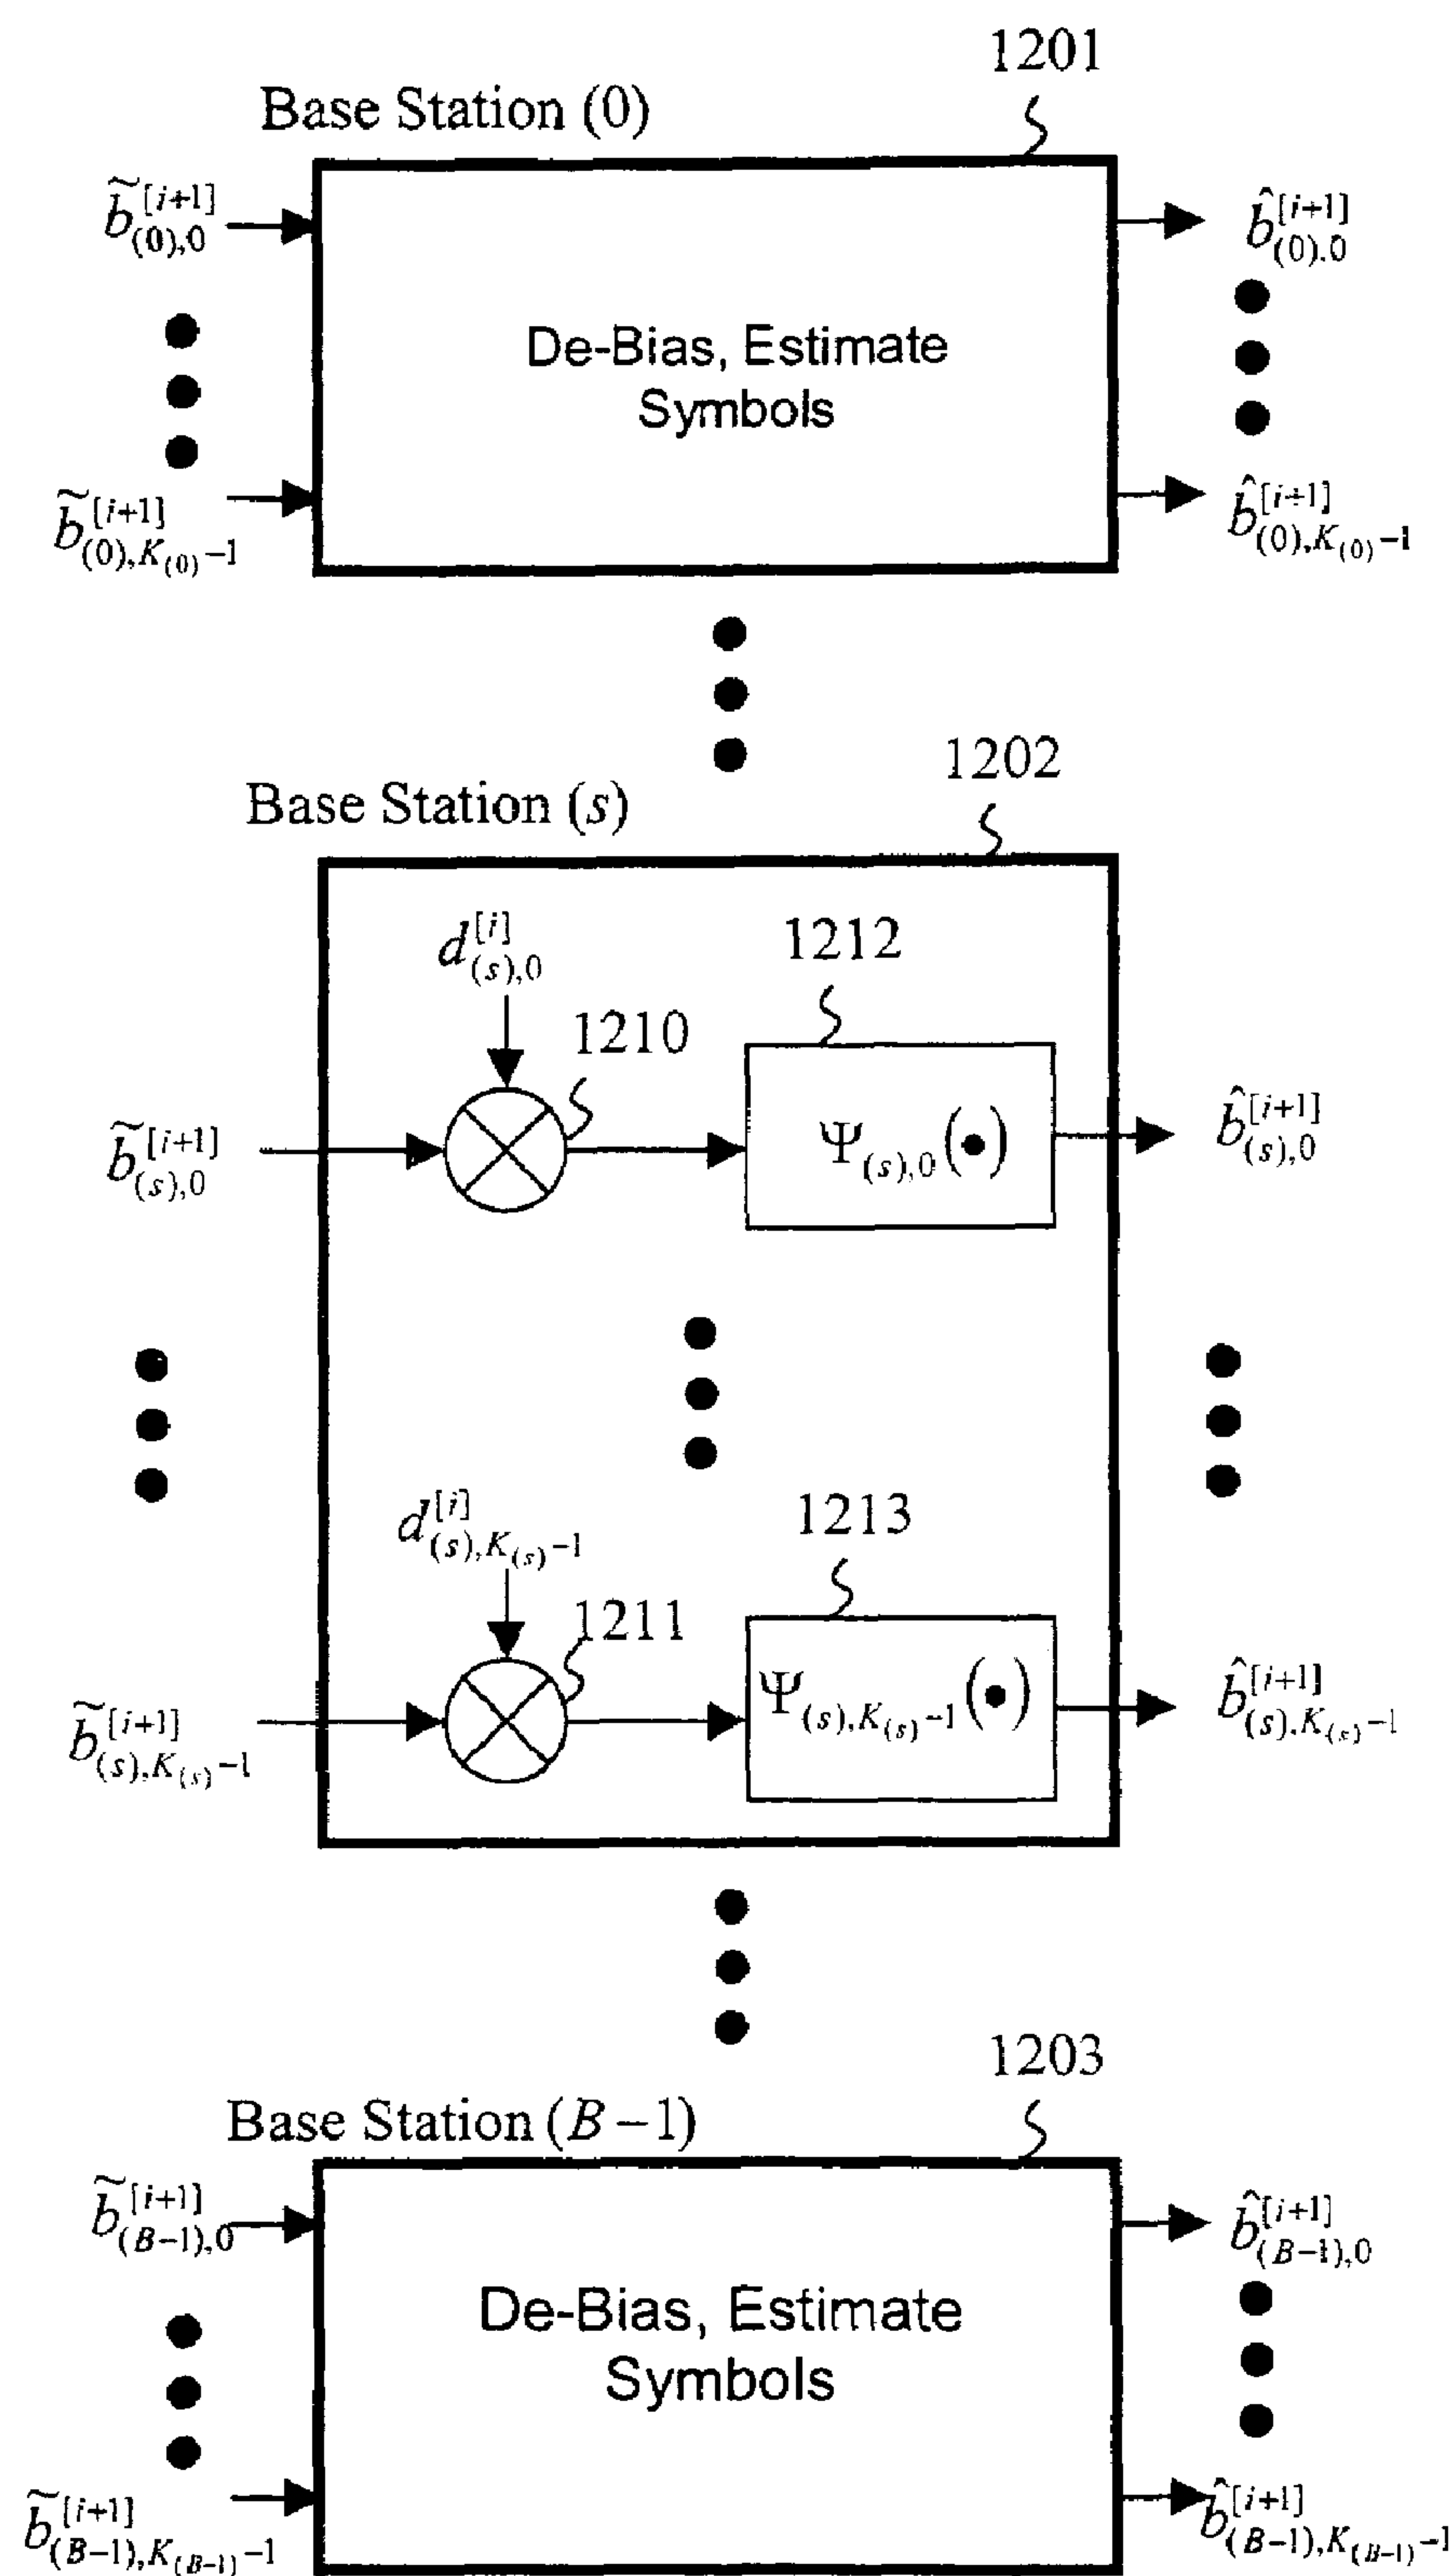 1201
Base Station (0)
b̃_{(0),0}^{[i+1]}
b̂_{(0),0}^{[i+1]}
De-Bias, Estimate
Symbols
b̃_{(0),K_{(0)}-1}^{[i+1]}
b̂_{(0),K_{(0)}-1}^{[i+1]}
1202
Base Station (s)
d_{(s),0}^{[i]}
1212
1210
b̃_{(s),0}^{[i+1]}
Ψ_{(s),0}(•)
b̂_{(s),0}^{[i+1]}
d_{(s),K_{(s)}-1}^{[i]}
1213
1211
b̃_{(s),K_{(s)}-1}^{[i+1]}
Ψ_{(s),K_{(s)}-1}(•)
b̂_{(s),K_{(s)}-1}^{[i+1]}
1203
Base Station (B-1)
b̃_{(B-1),0}^{[i+1]}
b̂_{(B-1),0}^{[i+1]}
De-Bias, Estimate
Symbols
b̃_{(B-1),K_{(B-1)}-1}^{[i+1]}
b̂_{(B-1),K_{(B-1)}-1}^{[i+1]}